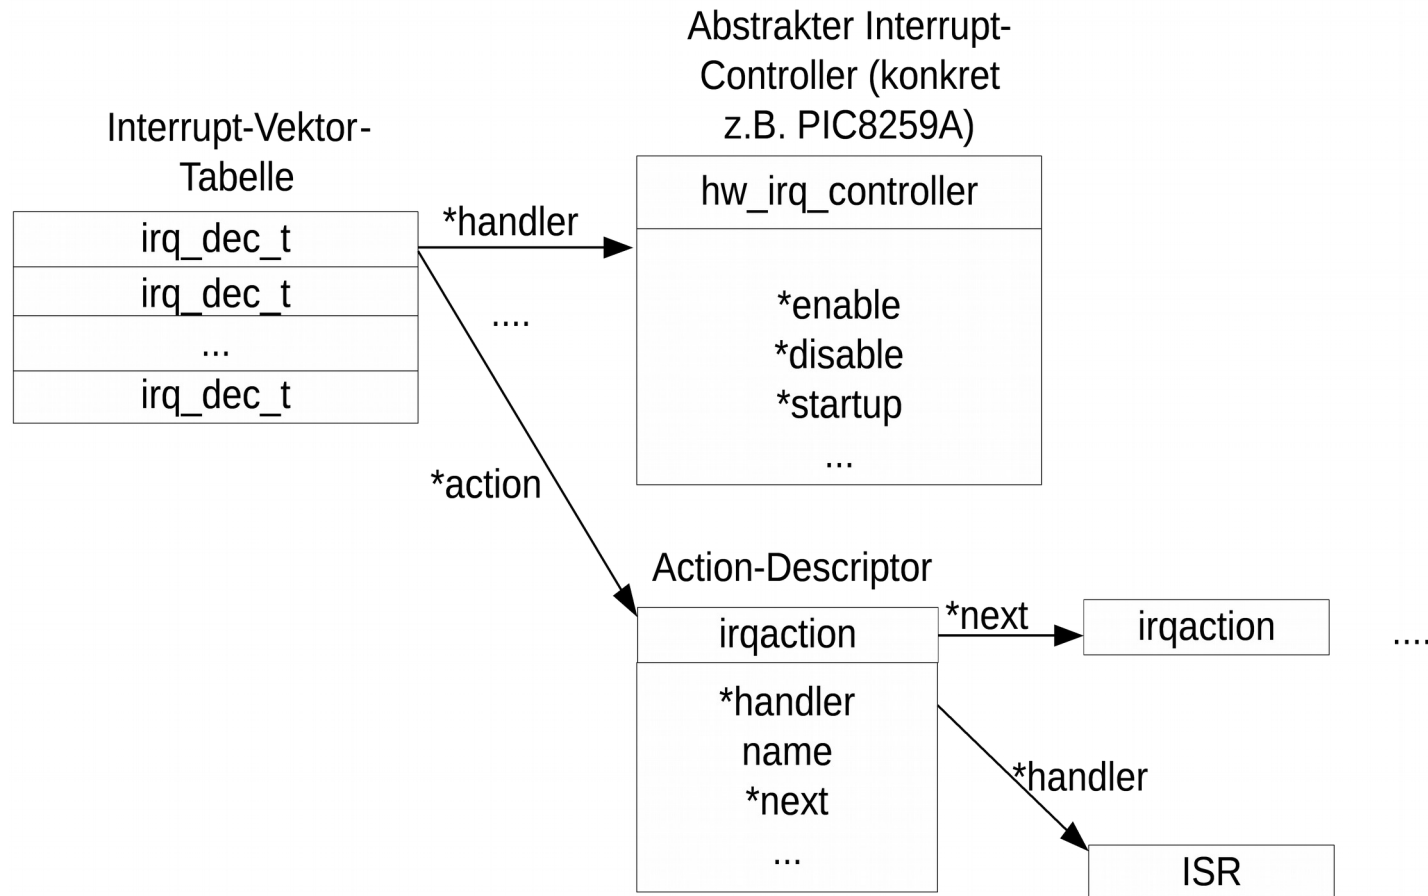 Abstrakter Interrupt-
Controller (konkret
z.B. PIC8259A)
Interrupt-Vektor-
Tabelle
hw_irq_controller
*handler
irq_dec_t
irq_dec_t
...
irq_dec_t
....
*enable
*disable
*startup
...
*action
Action-Descriptor
irqaction
*next
irqaction
....
*handler
name
*next
...
*handler
ISR